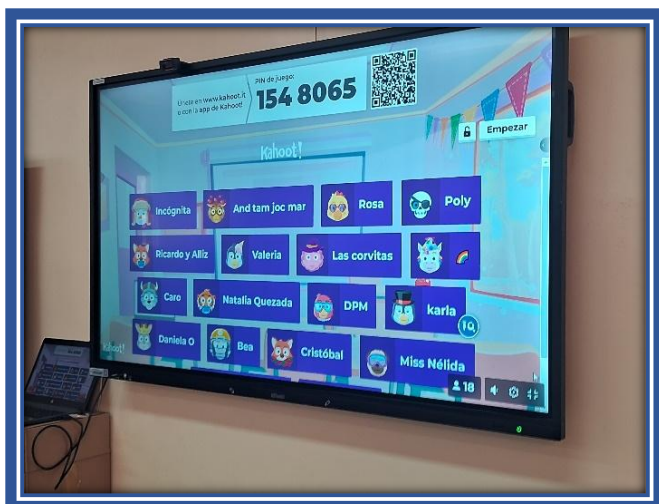 PIN de juego:
Únete en www.kahoot.it
o con la app de Kahoot!
154 8065
Empezar
Kahoot!
Incógnita
And tam joc mar
Rosa
Poly
Ricardo y Alliz
Valeria
Las corvitas
Caro
Natalia Quezada
DPM
karla
Daniela O
Bea
Cristóbal
Miss Nélida
Kahoot!
18